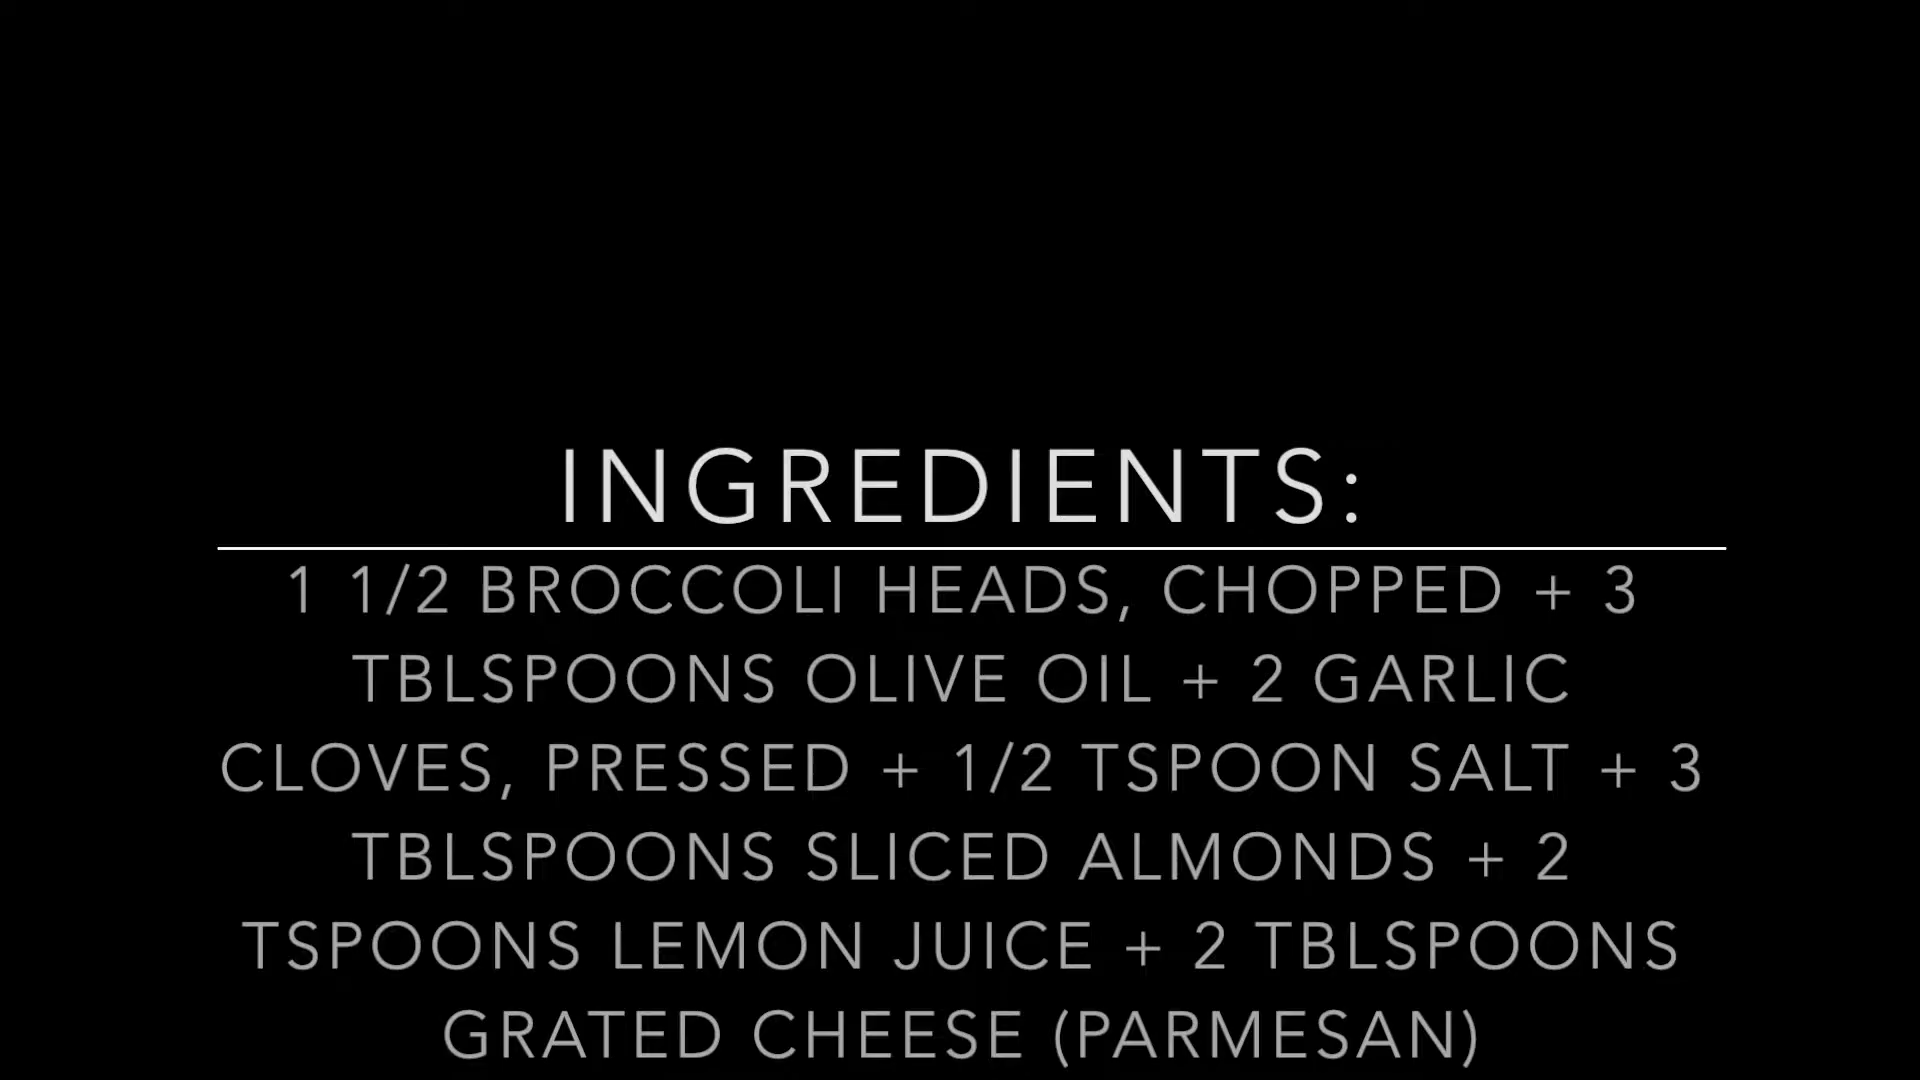 INGREDIENTS:
1 1/2 BROCCOLI HEADS, CHOPPED + 3
TBLSPOONS OLIVE OIL + 2 GARLIC
CLOVES, PRESSED + 1/2 TSPOON SALT + 3
TBLSPOONS SLICED ALMONDS + 2
TSPOONS LEMON JUICE + 2 TBLSPOONS
GRATED CHEESE (PARMESAN)